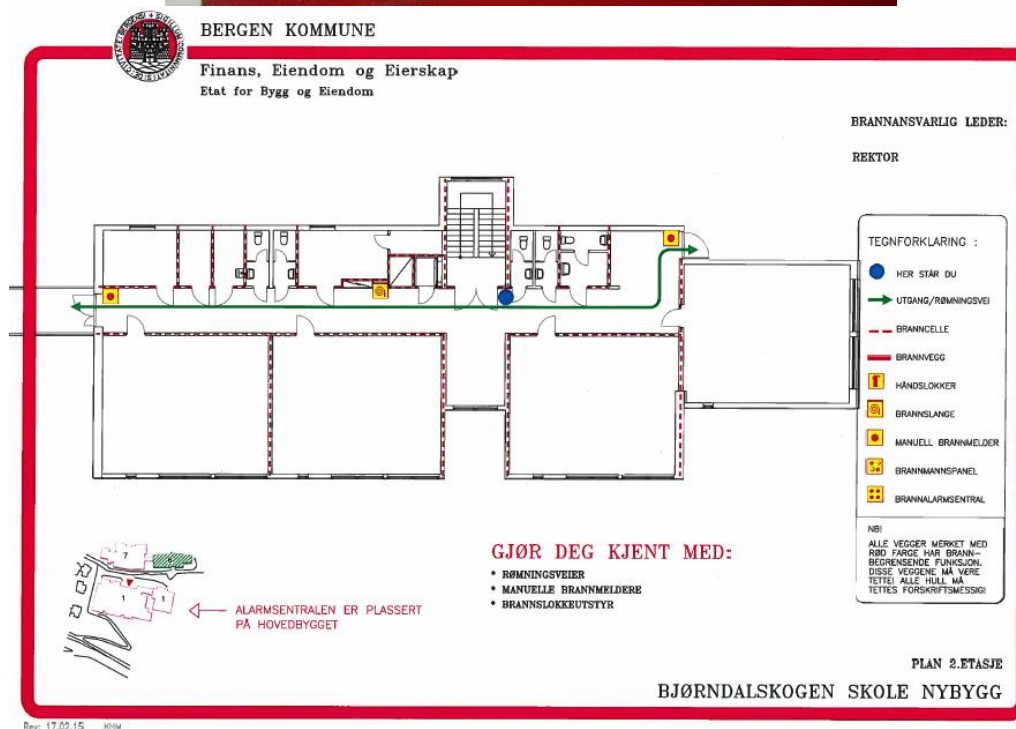 BERGEN KOMMUNE
Finans, Eiendom og Eierskap
Etat for Bygg og Eiendom
BRANNANSVARLIG LEDER:
REKTOR
TEGNFORKLARING :
HER STÅR DU
UTGANG/RØMNINGSVEI
BRANNCELLE
BRANNVEGG
HÅNDSLOKKER
BRANNSLANGE
MANUELL BRANNMELDER
BRANNMANNSPANEL
BRANNALARMSENTRAL
NB!
ALLE VEGGER MERKET MED
RØD FARGE HAR BRANN-
BEGRENSENDE FUNKSJON.
DISSE VEGGENE MÅ VÆRE
TETTE! ALLE HULL MÅ
TETTES FORSKRIFTSMESSIG!
GJØR DEG KJENT MED:
* RØMNINGSVEIER
* MANUELLE BRANNMELDERE
* BRANNSLOKKEUTSTYR
7
1
1
ALARMSENTRALEN ER PLASSERT
PÅ HOVEDBYGGET
PLAN 2.ETASJE
BJØRNDALSKOGEN SKOLE NYBYGG
Rev: 17.02.15